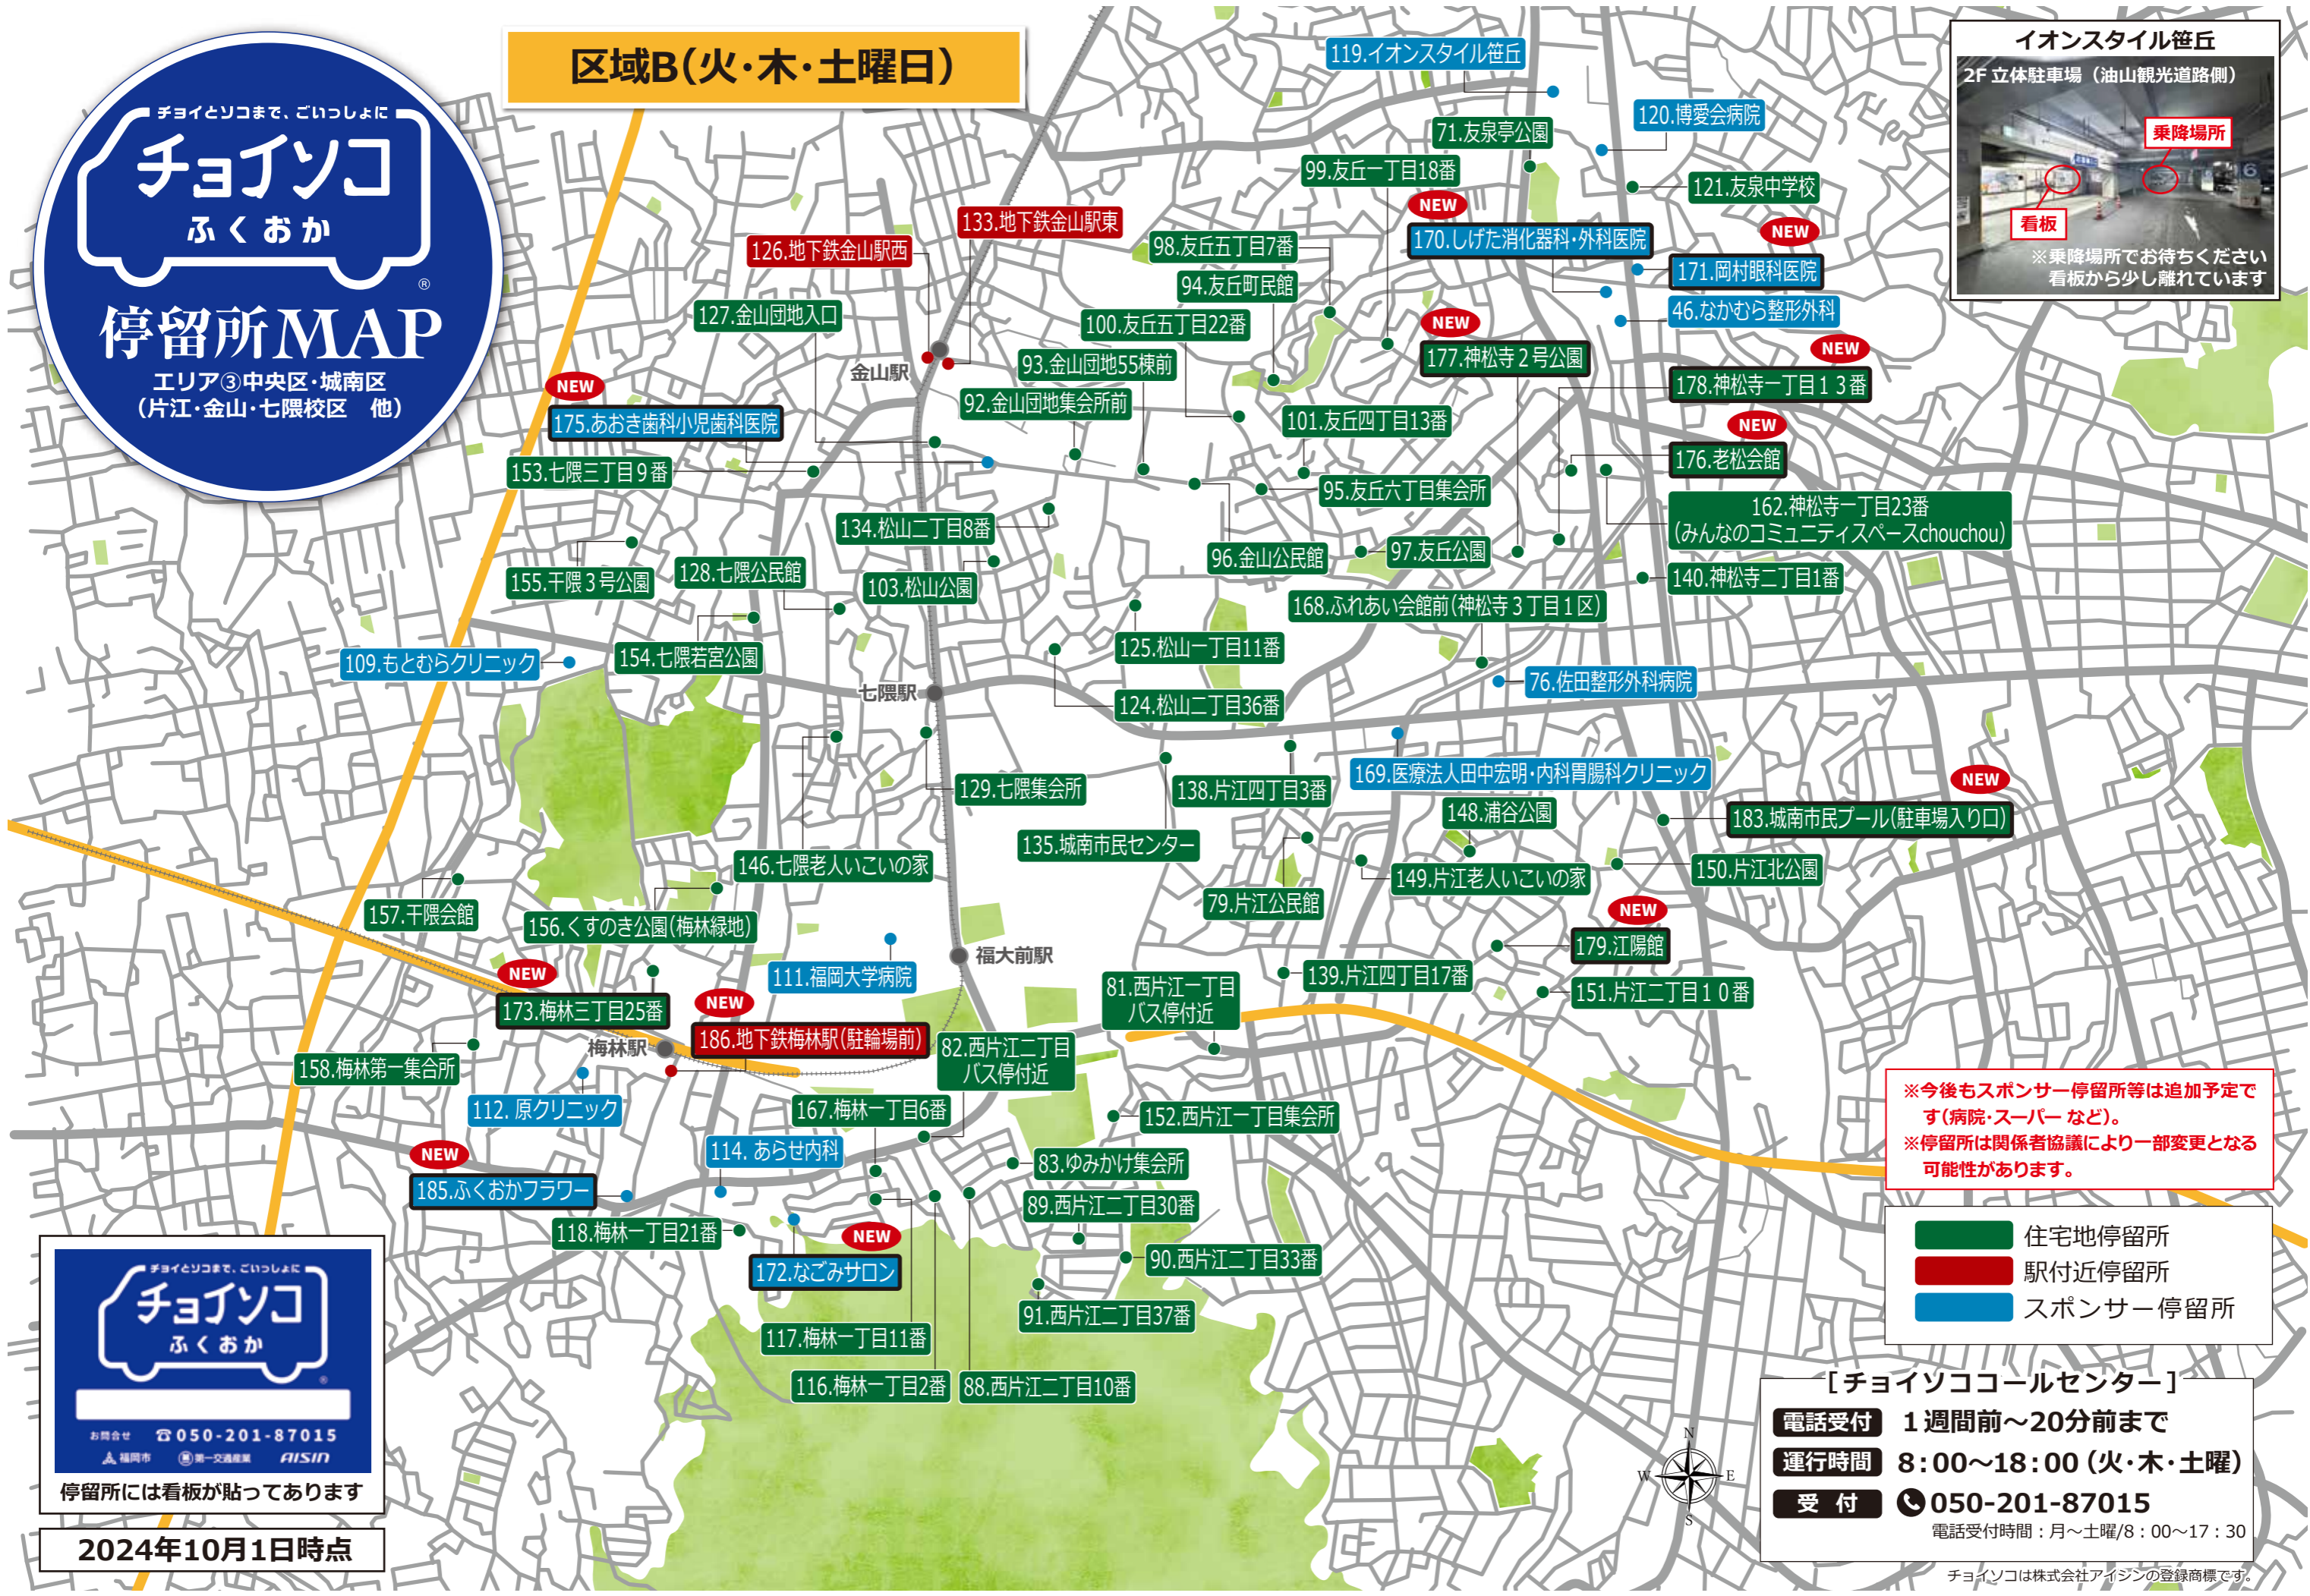 区域B(火・木・土曜日)
チョイとソコまで、ごいっしょに
チョイソコ
ふくおか
®
停留所MAP
エリア③中央区・城南区
(片江・金山・七隈校区　他)
イオンスタイル笹丘
2F 立体駐車場（油山観光道路側）
乗降場所
看板
※乗降場所でお待ちください
看板から少し離れています
119.イオンスタイル笹丘
120.博愛会病院
71.友泉亭公園
99.友丘一丁目18番
121.友泉中学校
NEW
170.しげた消化器科・外科医院
NEW
171.岡村眼科医院
133.地下鉄金山駅東
126.地下鉄金山駅西
98.友丘五丁目7番
94.友丘町民館
46.なかむら整形外科
127.金山団地入口
100.友丘五丁目22番
NEW
177.神松寺２号公園
NEW
178.神松寺一丁目１３番
金山駅
93.金山団地55棟前
92.金山団地集会所前
NEW
175.あおき歯科小児歯科医院
101.友丘四丁目13番
NEW
176.老松会館
153.七隈三丁目９番
95.友丘六丁目集会所
162.神松寺一丁目23番
(みんなのコミュニティスペースchouchou)
134.松山二丁目8番
96.金山公民館
97.友丘公園
155.干隈３号公園
128.七隈公民館
103.松山公園
140.神松寺二丁目1番
168.ふれあい会館前(神松寺３丁目１区)
125.松山一丁目11番
109.もとむらクリニック
154.七隈若宮公園
76.佐田整形外科病院
七隈駅
124.松山二丁目36番
129.七隈集会所
138.片江四丁目3番
169.医療法人田中宏明・内科胃腸科クリニック
NEW
183.城南市民プール(駐車場入り口)
148.浦谷公園
135.城南市民センター
146.七隈老人いこいの家
149.片江老人いこいの家
150.片江北公園
79.片江公民館
157.干隈会館
156.くすのき公園(梅林緑地)
NEW
179.江陽館
福大前駅
111.福岡大学病院
139.片江四丁目17番
151.片江二丁目１０番
NEW
173.梅林三丁目25番
81.西片江一丁目
バス停付近
NEW
186.地下鉄梅林駅(駐輪場前)
梅林駅
82.西片江二丁目
バス停付近
158.梅林第一集合所
112. 原クリニック
167.梅林一丁目6番
152.西片江一丁目集会所
114. あらせ内科
83.ゆみかけ集会所
NEW
185.ふくおかフラワー
89.西片江二丁目30番
118.梅林一丁目21番
NEW
172.なごみサロン
90.西片江二丁目33番
91.西片江二丁目37番
117.梅林一丁目11番
116.梅林一丁目2番
88.西片江二丁目10番
※今後もスポンサー停留所等は追加予定で
す(病院・スーパー など)。
※停留所は関係者協議により一部変更となる
可能性があります。
住宅地停留所
駅付近停留所
スポンサー停留所
チョイとソコまで、ごいっしょに
チョイソコ
ふくおか
®
お問合せ ☎050-201-87015
福岡市 第一交通産業 AISIN
停留所には看板が貼ってあります
2024年10月1日時点
N
W E
S
[チョイソココールセンター]
電話受付 １週間前〜20分前まで
運行時間 8:00〜18:00 (火・木・土曜)
受 付 050-201-87015
電話受付時間：月〜土曜/8：00〜17：30
チョイソコは株式会社アイシンの登録商標です。